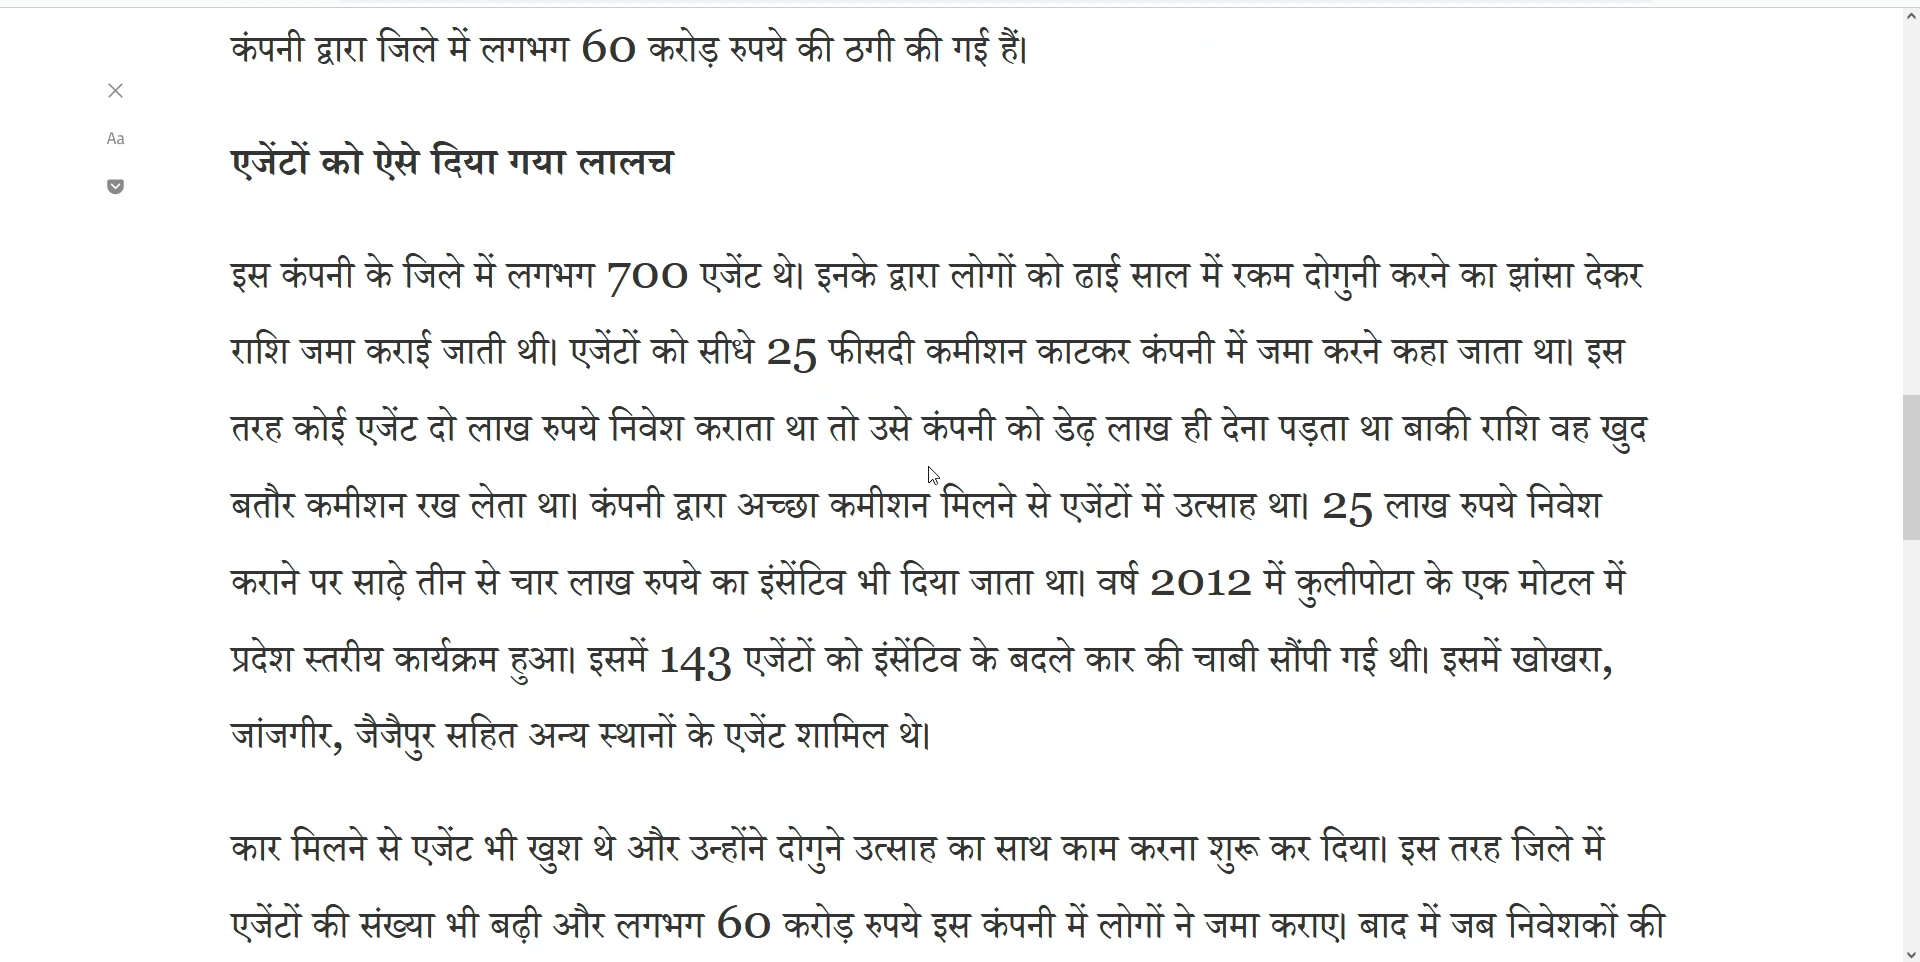 कंपनी द्वारा जिले में लगभग 60 करोड़ रुपये की ठगी की गई हैं।
Aa
एजेंटों को ऐसे दिया गया लालच
इस कंपनी के जिले में लगभग 700 एजेंट थे। इनके द्वारा लोगों को ढाई साल में रकम दोगुनी करने का झांसा देकर
राशि जमा कराई जाती थी। एजेंटों को सीधे 25 फीसदी कमीशन काटकर कंपनी में जमा करने कहा जाता था। इस
तरह कोई एजेंट दो लाख रुपये निवेश कराता था तो उसे कंपनी को डेढ़ लाख ही देना पड़ता था बाकी राशि वह खुद
बतौर कमीशन रख लेता था। कंपनी द्वारा अच्छा कमीशन मिलने से एजेंटों में उत्साह था। 25 लाख रुपये निवेश
कराने पर साढ़े तीन से चार लाख रुपये का इंसेंटिव भी दिया जाता था। वर्ष 2012 में कुलीपोटा के एक मोटल में
प्रदेश स्तरीय कार्यक्रम हुआ। इसमें 143 एजेंटों को इंसेंटिव के बदले कार की चाबी सौंपी गई थी। इसमें खोखरा,
जांजगीर, जैजैपुर सहित अन्य स्थानों के एजेंट शामिल थे।
कार मिलने से एजेंट भी खुश थे और उन्होंने दोगुने उत्साह का साथ काम करना शुरू कर दिया। इस तरह जिले में
एजेंटों की संख्या भी बढ़ी और लगभग 60 करोड़ रुपये इस कंपनी में लोगों ने जमा कराए। बाद में जब निवेशकों की